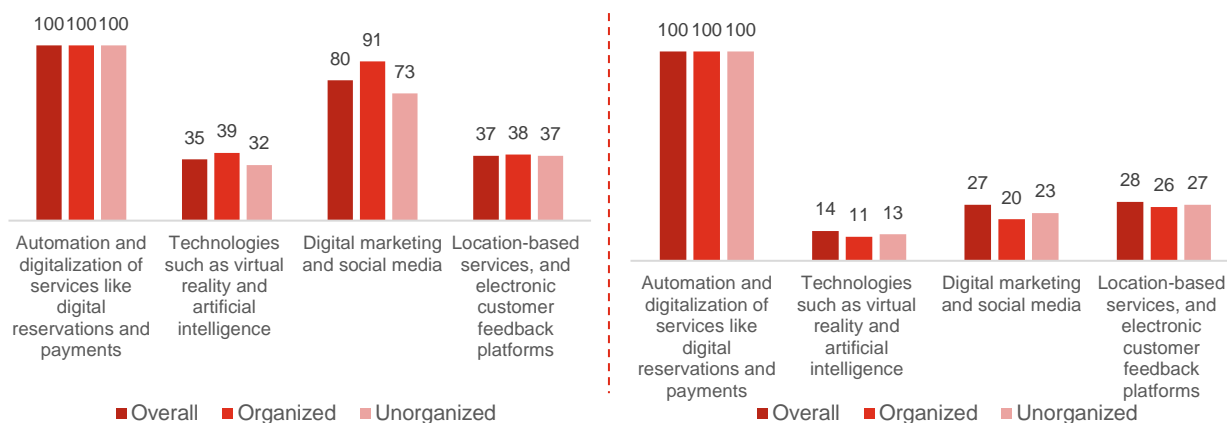 100 100 100
35 39 32
80 91 73
37 38 37
Automation and
digitalization of
services like
digital
reservations and
payments
Technologies
such as virtual
reality and
artificial
intelligence
Digital marketing
and social media
Location-based
services, and
electronic
customer
feedback
platforms
Overall Organized Unorganized
100 100 100
14 11 13
27 20 23
28 26 27
Automation and
digitalization of
services like
digital
reservations and
payments
Technologies
such as virtual
reality and
artificial
intelligence
Digital marketing
and social media
Location-based
services, and
electronic
customer
feedback
platforms
Overall Organized Unorganized